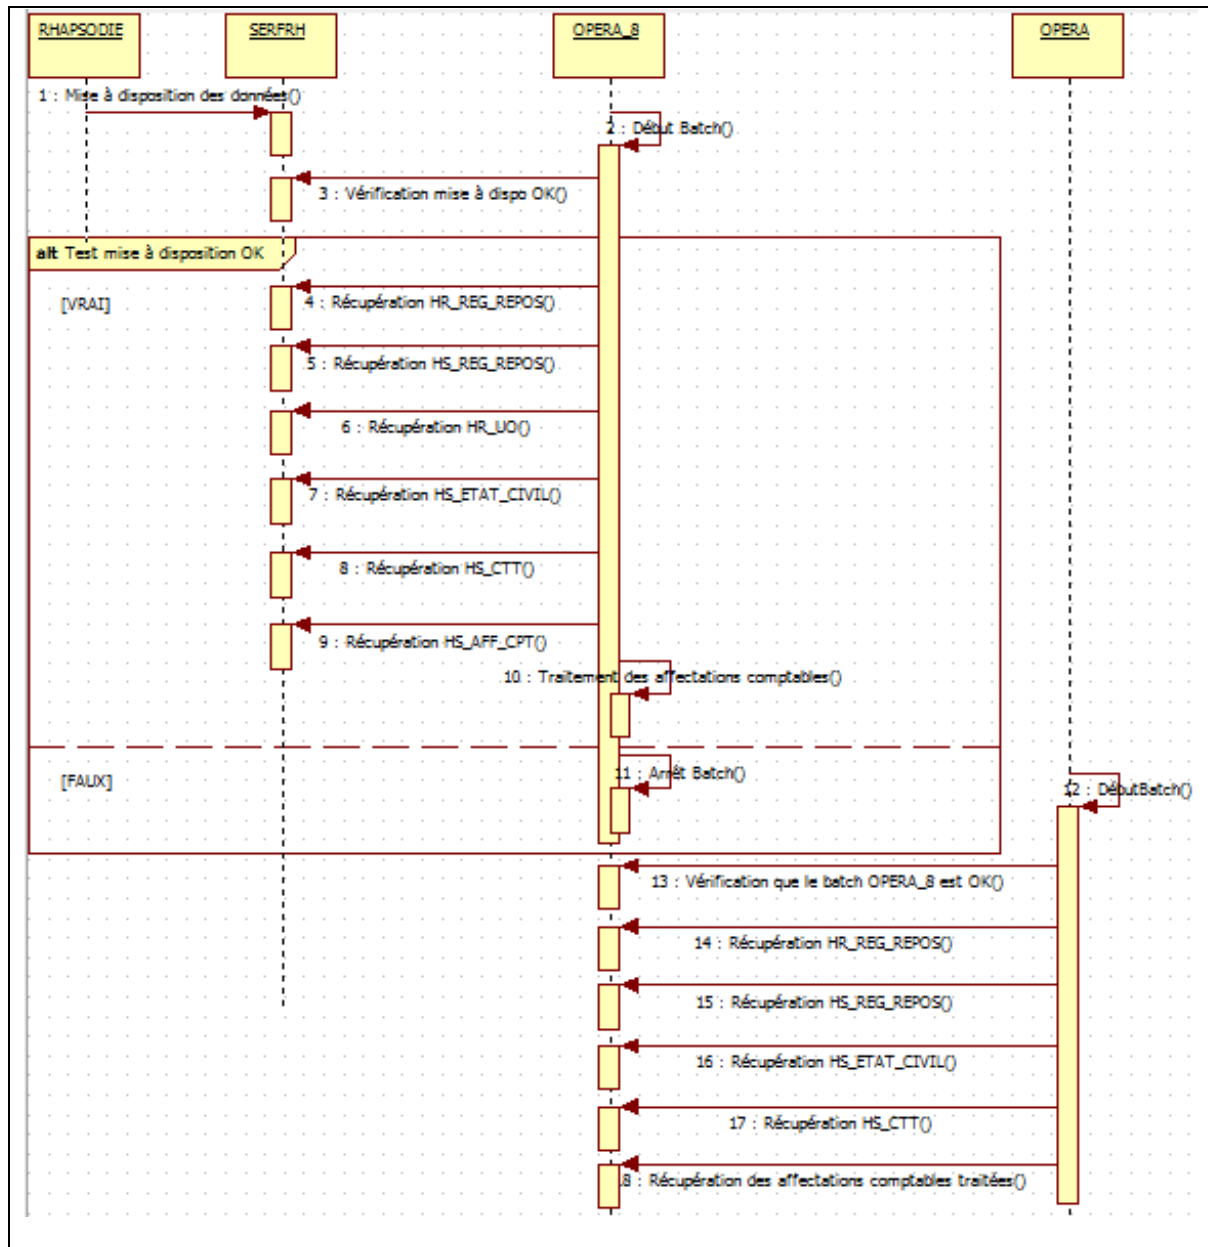 RHAPSODIE
SERFRH
OPERA_8
OPERA
1 : Mise à disposition des données()
2 : Début Batch()
3 : Vérification mise à dispo OK()
alt Test mise à disposition OK
[VRAI]
4 : Récupération HR_REG_REPOS()
5 : Récupération HS_REG_REPOS()
6 : Récupération HR_UO()
7 : Récupération HS_ETAT_CIVIL()
8 : Récupération HS_CTT()
9 : Récupération HS_AFF_CPT()
10 : Traitement des affectations comptables()
[FAUX]
11 : Arrêt Batch()
12 : DébutBatch()
13 : Vérification que le batch OPERA_8 est OK()
14 : Récupération HR_REG_REPOS()
15 : Récupération HS_REG_REPOS()
16 : Récupération HS_ETAT_CIVIL()
17 : Récupération HS_CTT()
8 : Récupération des affectations comptables traitées()